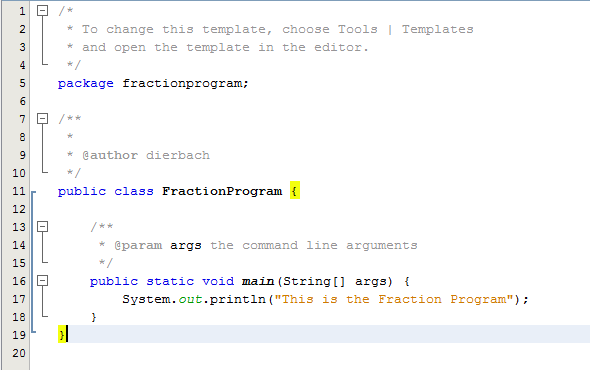 1 /*
2  * To change this template, choose Tools | Templates
3  * and open the template in the editor.
4  */
5 package fractionprogram;
6
7 /**
8  *
9  * @author dierbach
10  */
11 public class FractionProgram {
12
13     /**
14      * @param args the command line arguments
15      */
16     public static void main(String[] args) {
17         System.out.println("This is the Fraction Program");
18     }
19 }
20